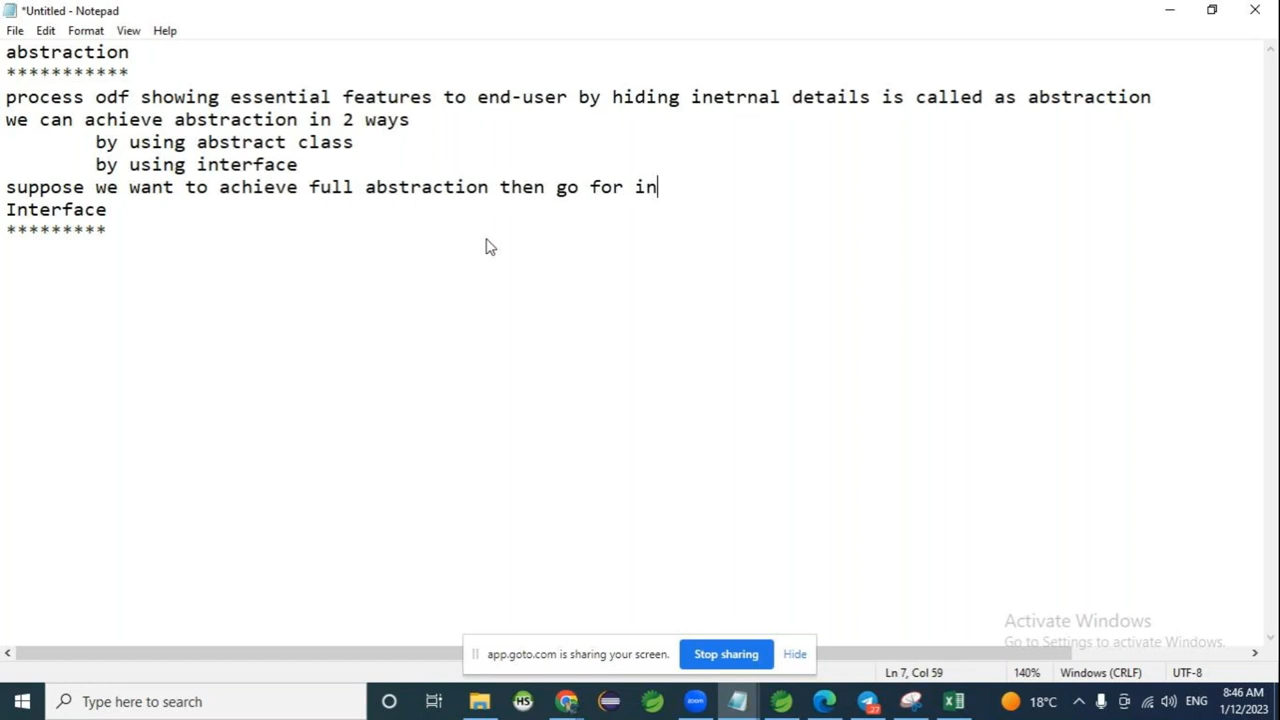 *Untitled - Notepad
File Edit Format View Help
abstraction
***********
process odf showing essential features to end-user by hiding inetrnal details is called as abstraction
we can achieve abstraction in 2 ways
by using abstract class
by using interface
suppose we want to achieve full abstraction then go for in
Interface
*********
Activate Windows
Go to Settings to activate Windows.
app.goto.com is sharing your screen. Stop sharing Hide
Ln 7, Col 59 140% Windows (CRLF) UTF-8
Type here to search HS zoom 27 18°C ENG 8:46 AM
1/12/2023